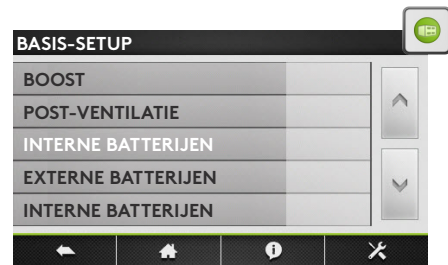 BASIS-SETUP
BOOST
POST-VENTILATIE
INTERNE BATTERIJEN
EXTERNE BATTERIJEN
INTERNE BATTERIJEN